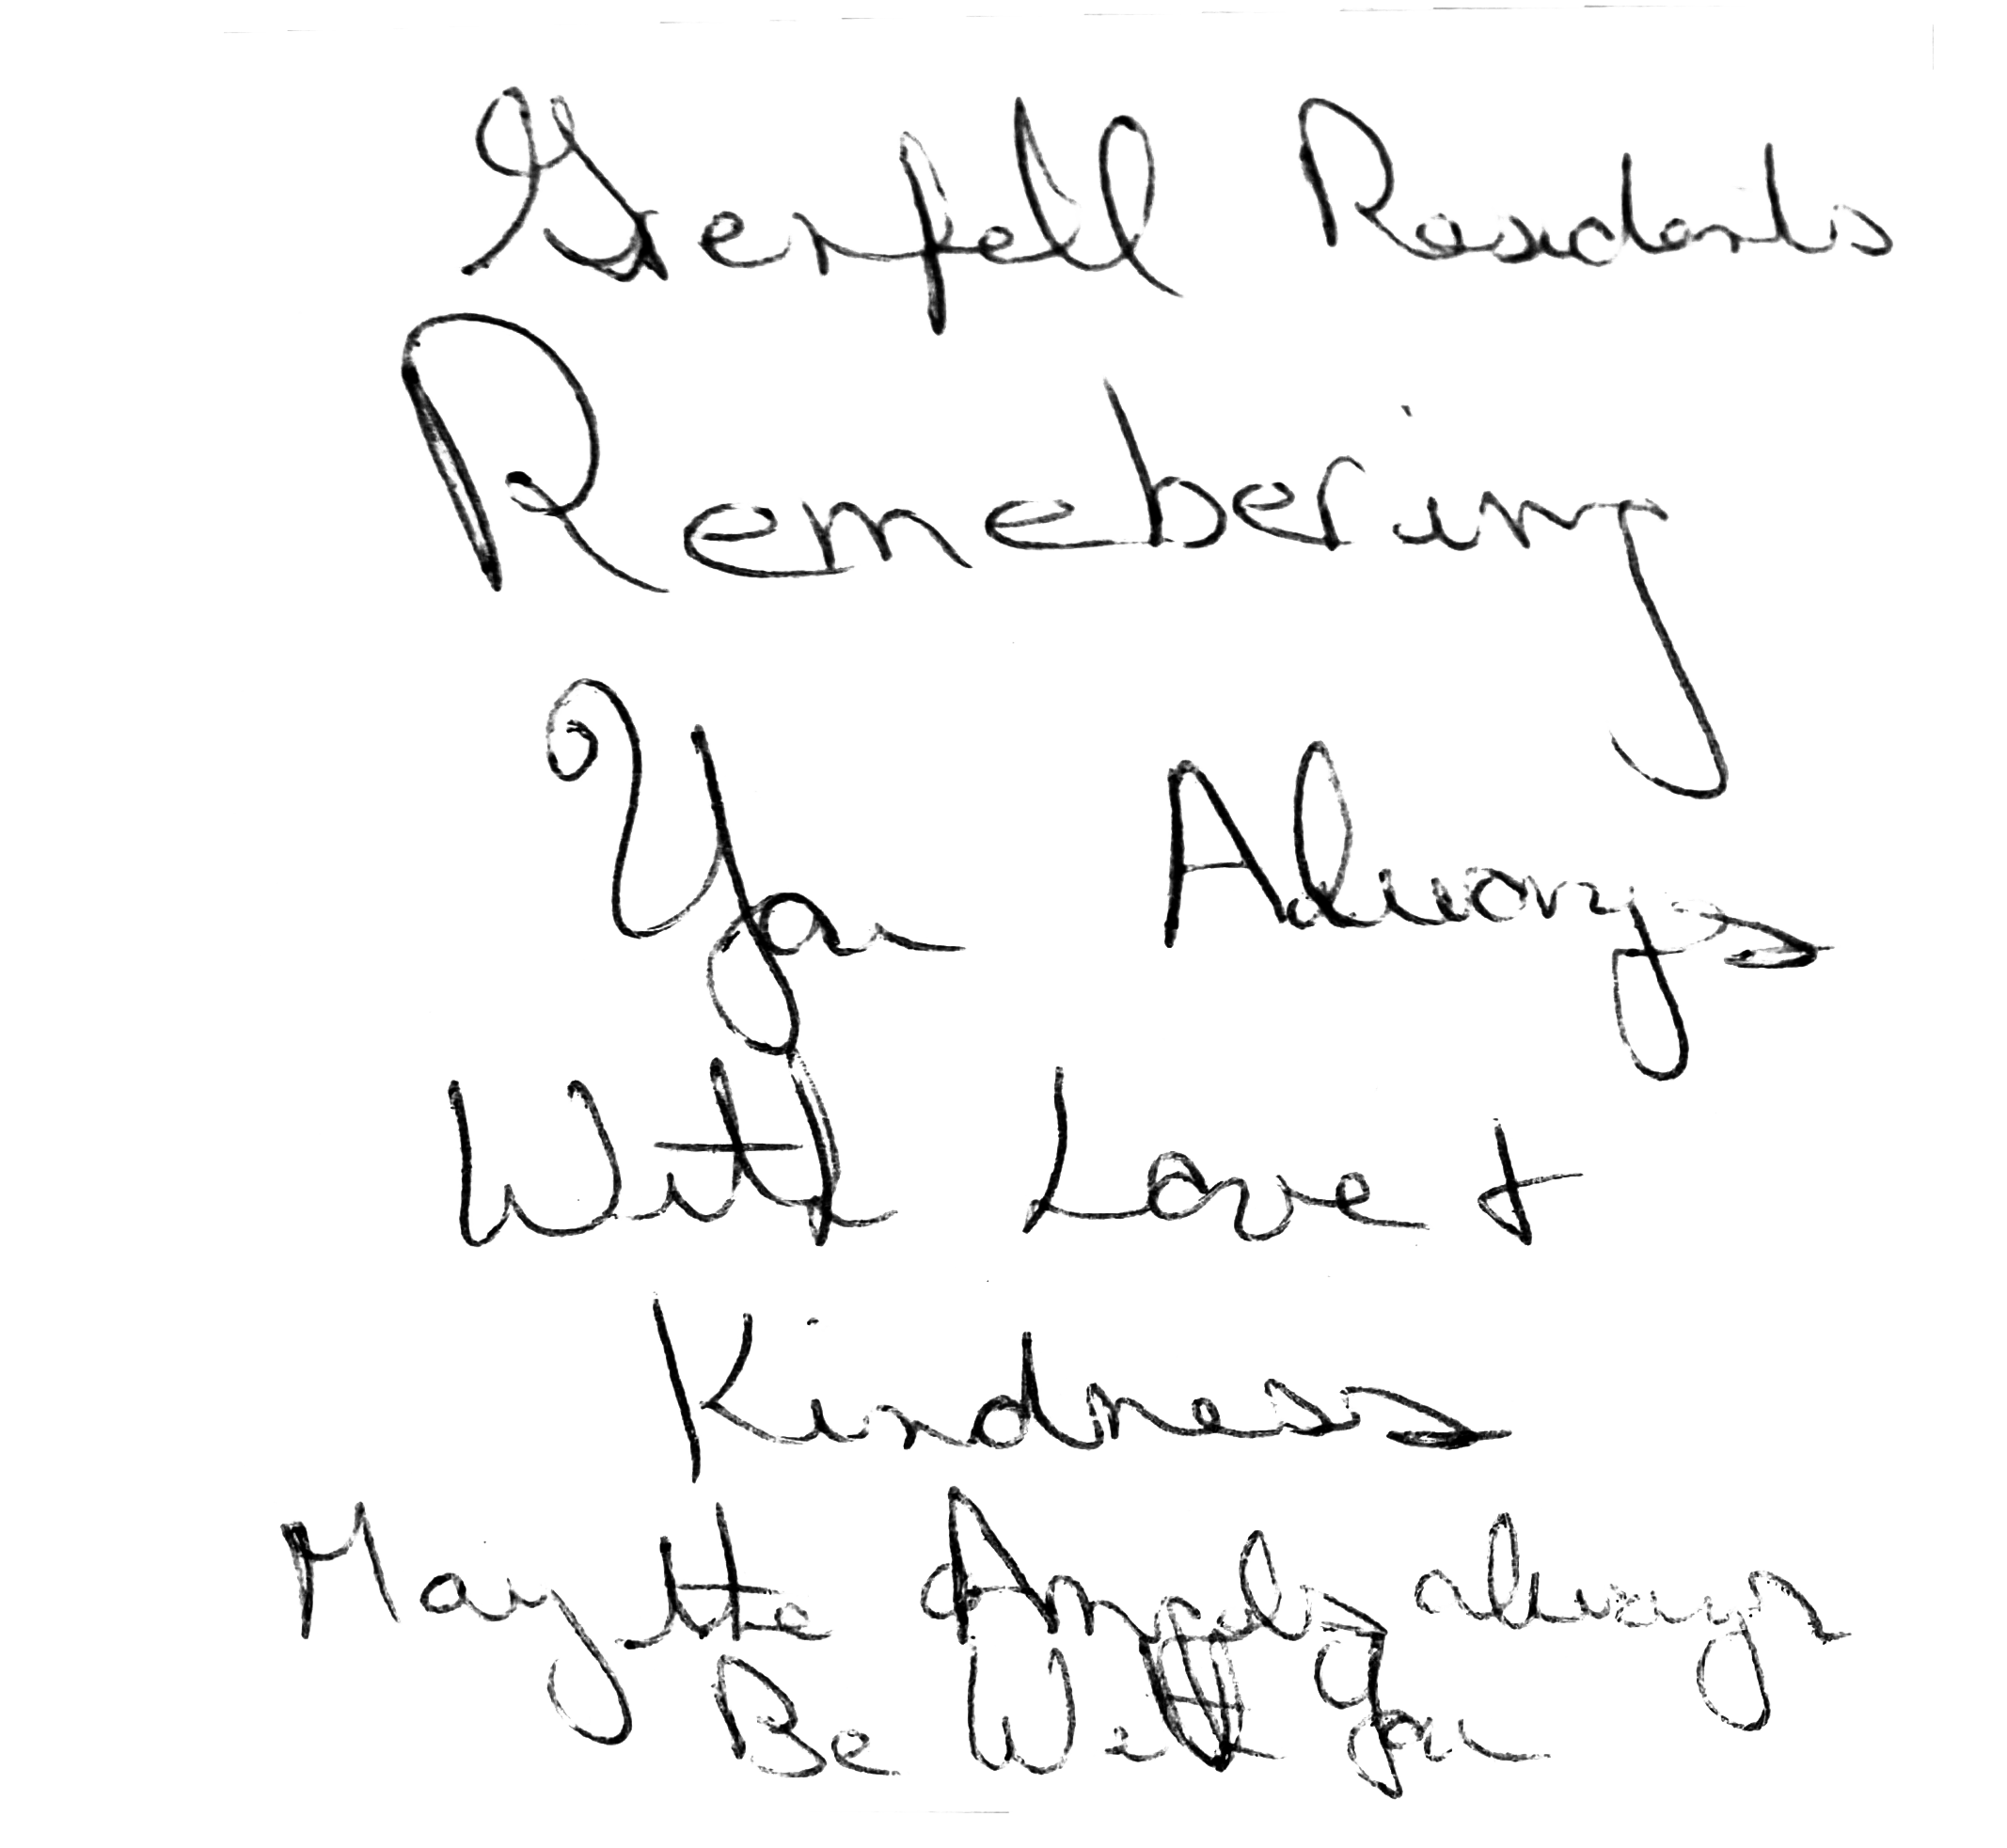 Grenfell Residents
Remebering
You Always
With Love +
Kindness
May the Angels always
Be With you